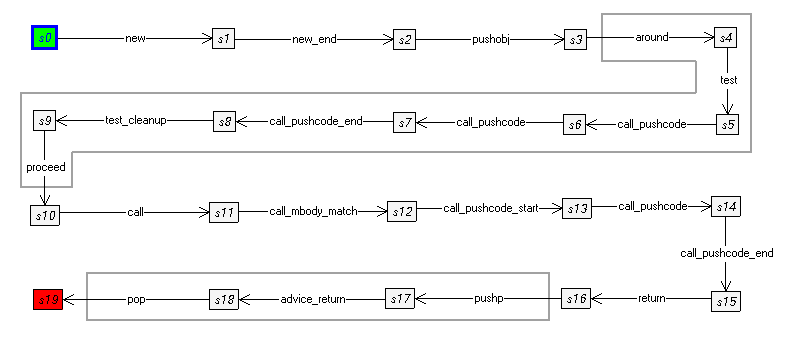 s0 new s1 new_end s2 pushobj s3 around s4
test
s9 test_cleanup s8 call_pushcode_end s7 call_pushcode s6 call_pushcode s5
proceed
s10 call s11 call_mbody_match s12 call_pushcode_start s13 call_pushcode s14
call_pushcode_end
s19 pop s18 advice_return s17 pushp s16 return s15